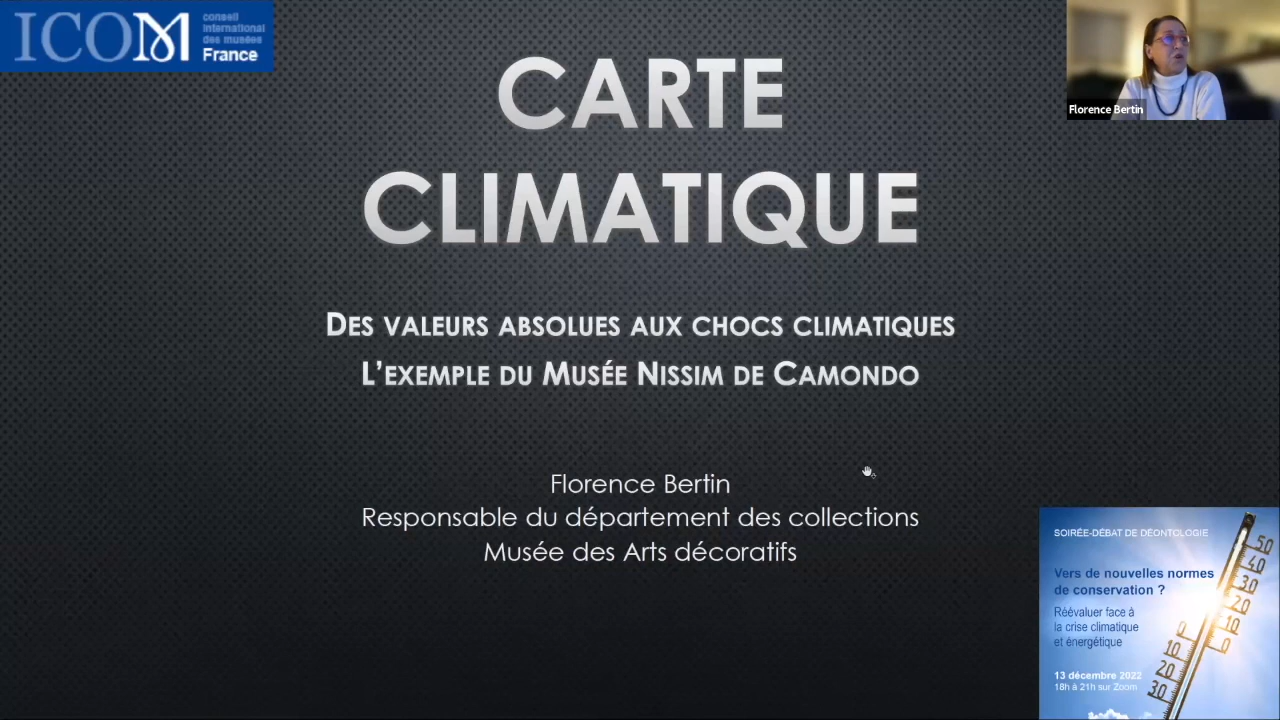 ICOM
conseil
international
des musées
France
CARTE
CLIMATIQUE
DES VALEURS ABSOLUES AUX CHOCS CLIMATIQUES
L'EXEMPLE DU MUSÉE NISSIM DE CAMONDO
Florence Bertin
Responsable du département des collections
Musée des Arts décoratifs
Florence Bertin
SOIRÉE-DÉBAT DE DÉONTOLOGIE
Vers de nouvelles normes
de conservation ?
Réévaluer face à
la crise climatique
et énergétique
13 décembre 2022
18h à 21h sur Zoom
50
40
30
20
10
0
0
10
20
30